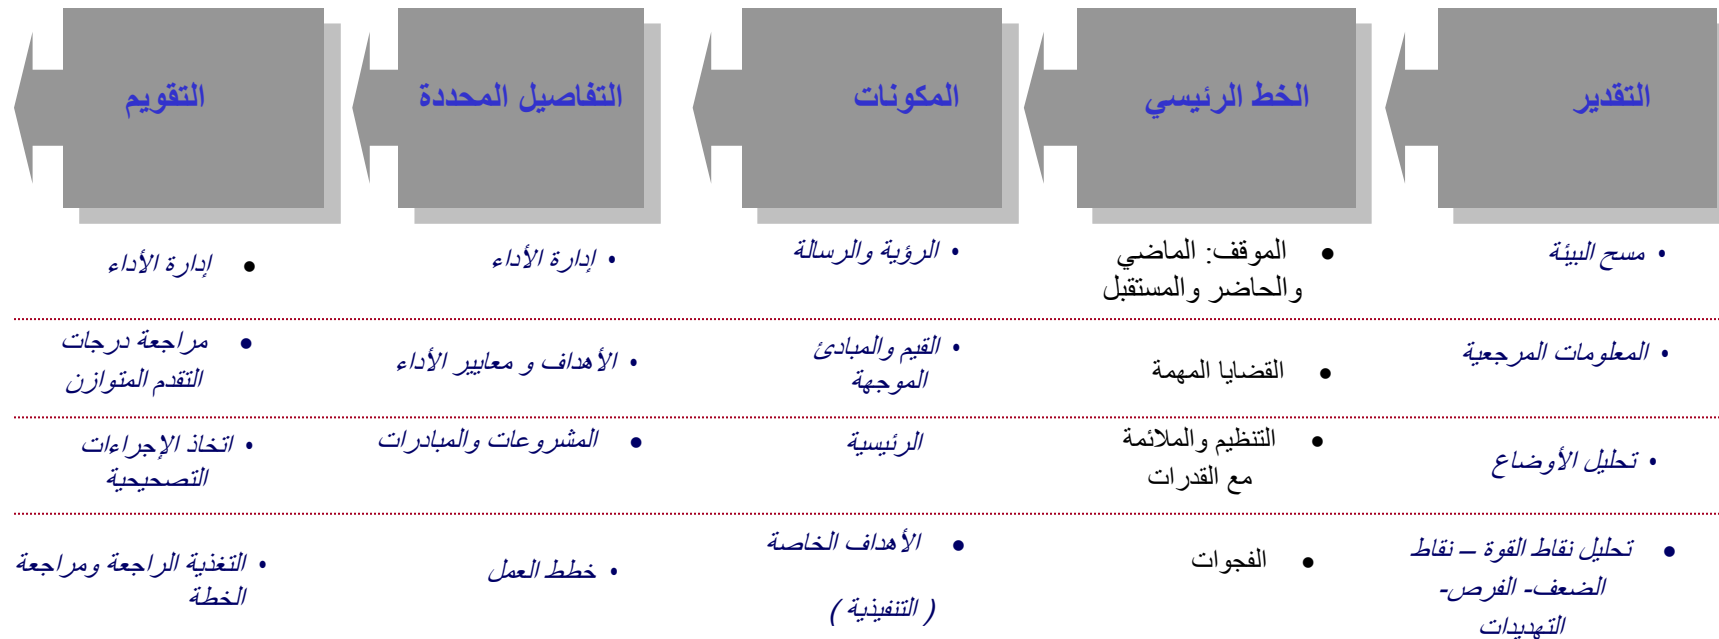 التقدير
الخط الرئيسي
المكونات
التفاصيل المحددة
التقويم
• مسح البيئة
• الموقف: الماضي
والحاضر والمستقبل
• الرؤية والرسالة
• إدارة الأداء
• إدارة الأداء
• المعلومات المرجعية
• القضايا المهمة
• القيم والمبادئ
الموجهة
• الأهداف و معايير الأداء
• مراجعة درجات
التقدم المتوازن
• تحليل الأوضاع
• التنظيم والملائمة
مع القدرات
الرئيسية
• المشروعات والمبادرات
• اتخاذ الإجراءات
التصحيحية
• تحليل نقاط القوة – نقاط
الضعف- الفرص-
التهديدات
• الفجوات
• الأهداف الخاصة
( التنفيذية )
• خطط العمل
• التغذية الراجعة ومراجعة
الخطة